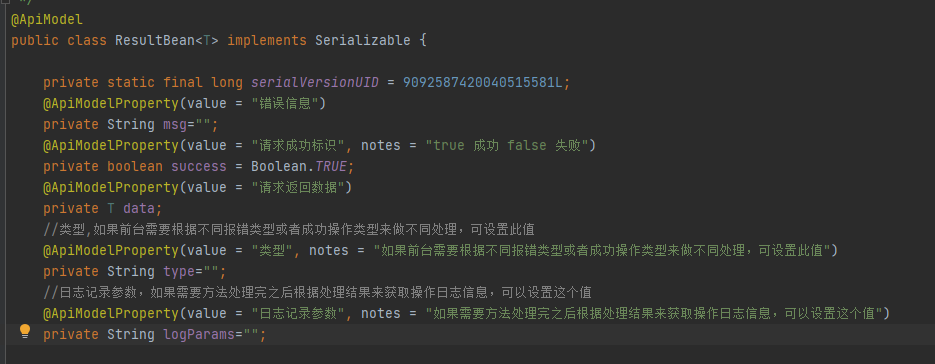 */
@ApiModel
public class ResultBean<T> implements Serializable {
private static final long serialVersionUID = 9092587420040515581L;
@ApiModelProperty(value = "错误信息")
private String msg="";
@ApiModelProperty(value = "请求成功标识", notes = "true 成功 false 失败")
private boolean success = Boolean.TRUE;
@ApiModelProperty(value = "请求返回数据")
private T data;
//类型,如果前台需要根据不同报错类型或者成功操作类型来做不同处理，可设置此值
@ApiModelProperty(value = "类型", notes = "如果前台需要根据不同报错类型或者成功操作类型来做不同处理，可设置此值")
private String type="";
//日志记录参数，如果需要方法处理完之后根据处理结果来获取操作日志信息，可以设置这个值
@ApiModelProperty(value = "日志记录参数", notes = "如果需要方法处理完之后根据处理结果来获取操作日志信息，可以设置这个值")
private String logParams="";